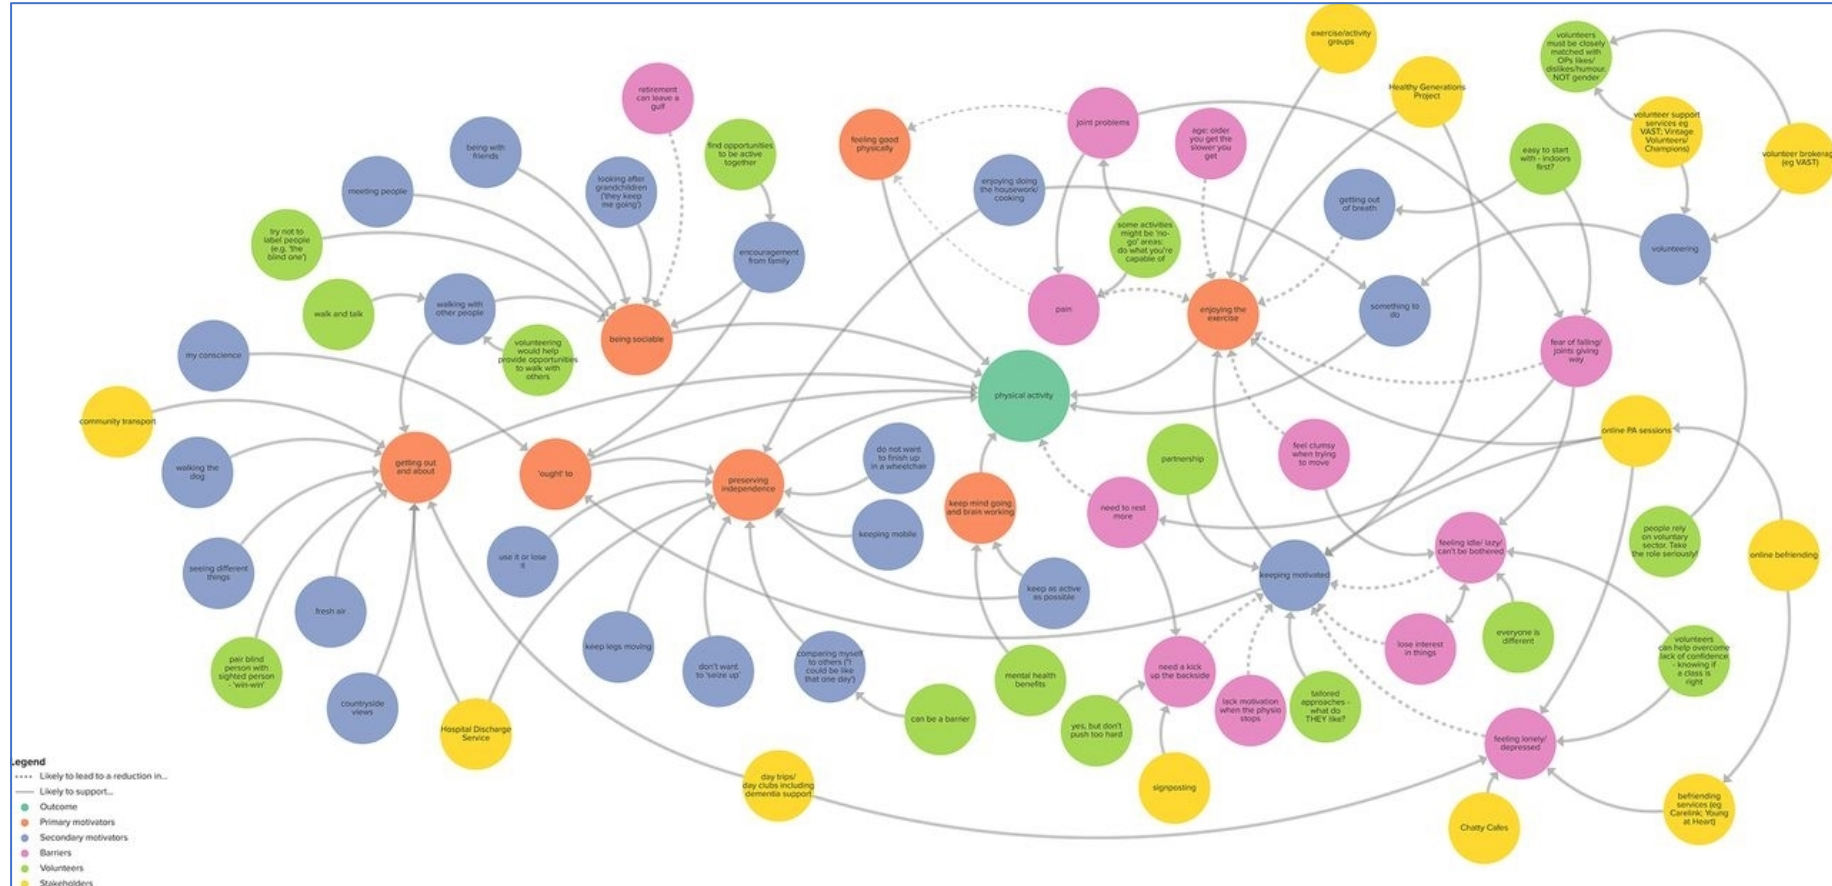 exercise/activity
groups
volunteers
must be closely
matched with
OPs likes/
dislikes/humour,
NOT gender
Healthy Generations
Project
retirement
can leave a
gulf
joint problems
volunteer support
services eg
VAST; Vintage
Volunteers/
Champions)
age: older
you get the
slower you
get
feeling good
physically
being with
friends
find opportunities
to be active
together
easy to start
with - indoors
first?
volunteer brokerag
(eg VAST)
meeting people
looking after
grandchildren
('they keep
me going')
enjoying doing
the housework/
cooking
getting out
of breath
try not to
label people
(e.g. 'the
blind one')
encouragement
from family
some activities
might be 'no-
go' areas:
do what you're
capable of
volunteering
walk and talk
walking with
other people
being sociable
pain
enjoying the
exercise
something to
do
my conscience
volunteering
would help
provide opportunities
to walk with
others
fear of falling/
joints giving
way
physical activity
community transport
online PA sessions
walking the
dog
getting out
and about
'ought' to
preserving
independence
do not want
to finish up
in a wheelchair
partnership
feel clumsy
when trying
to move
keep mind going
and brain working
need to rest
more
keeping mobile
feeling idle/ lazy/
can't be bothered
people rely
on voluntary
sector. Take
the role seriously!
online befriending
seeing different
things
use it or lose
it
keep as active
as possible
keeping motivated
fresh air
keep legs moving
don't want
to 'seize up'
comparing myself
to others ("I
could be like
that one day')
lose interest
in things
everyone is
different
volunteers
can help overcome
lack of confidence
- knowing if
a class is
right
pair blind
person with
sighted person
- 'win-win'
mental health
benefits
need a kick
up the backside
countryside
views
Hospital Discharge
Service
can be a barrier
yes, but don't
push too hard
lack motivation
when the physio
stops
tailored
approaches -
what do
THEY like?
feeling lonely/
depressed
day trips/
day clubs including
dementia support
signposting
Chatty Cafes
befriending
services (eg
Carelink; Young
at Heart)
Legend
Likely to lead to a reduction in...
Likely to support...
Outcome
Primary motivators
Secondary motivators
Barriers
Volunteers
Stakeholders